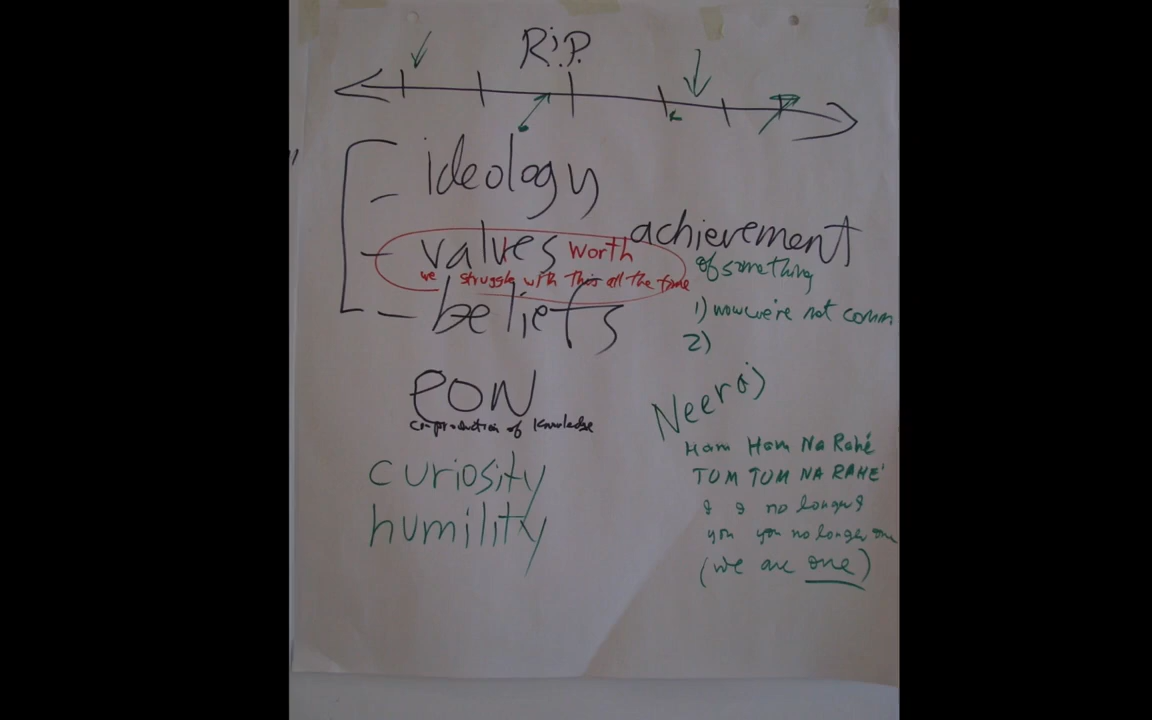 R.i.P.
ideology
values worth achievement
we struggle with this all the time
of something
beliefs
1) now we're not comm
2)
Neeraj
PON
co-production of knowledge
Ham Ham Na Rahé
curiosity
TUM TUM NA RAHE'
no longer
humility
you you no longer
(we are one)